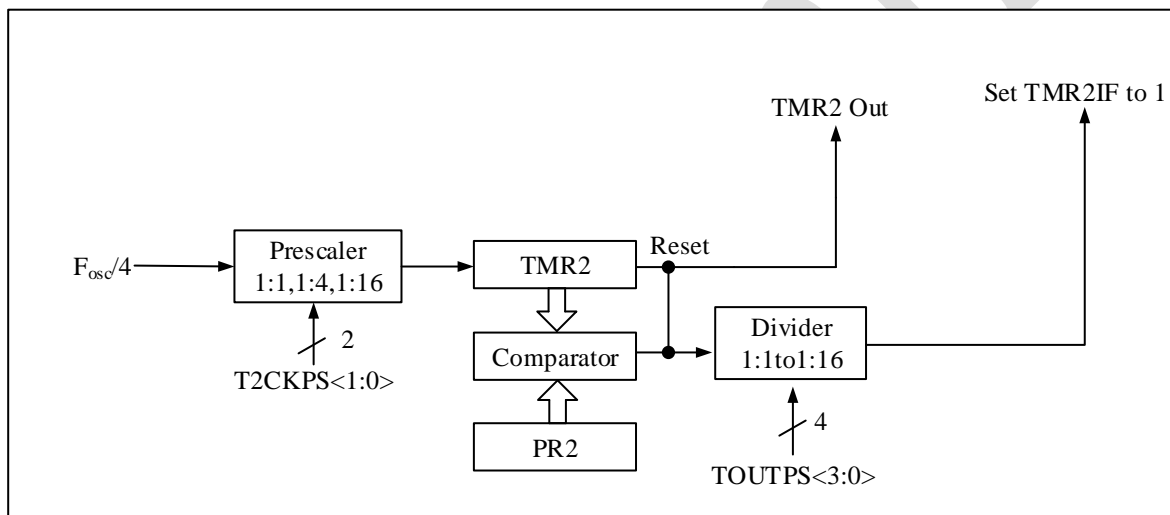 Set TMR2IF to 1
TMR2 Out
Reset
Fosc/4
Prescaler
1:1,1:4,1:16
TMR2
Divider
1:1to1:16
2
Comparator
T2CKPS<1:0>
4
PR2
TOUTPS<3:0>